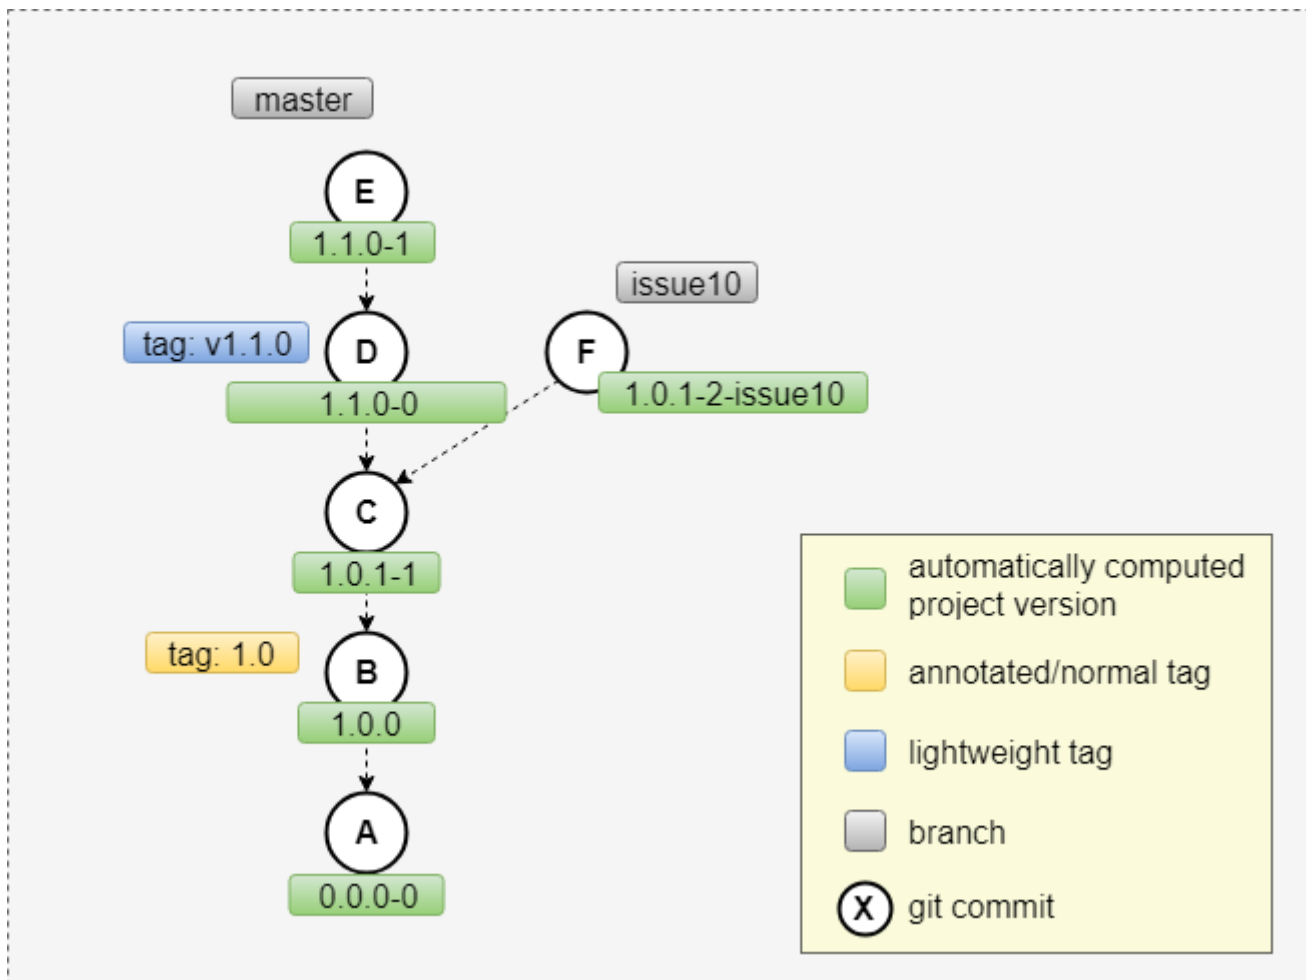 master
E
1.1.0-1
issue10
tag: v1.1.0
D
F
1.1.0-0
1.0.1-2-issue10
C
1.0.1-1
tag: 1.0
B
1.0.0
A
0.0.0-0
automatically computed
project version
annotated/normal tag
lightweight tag
branch
X
git commit